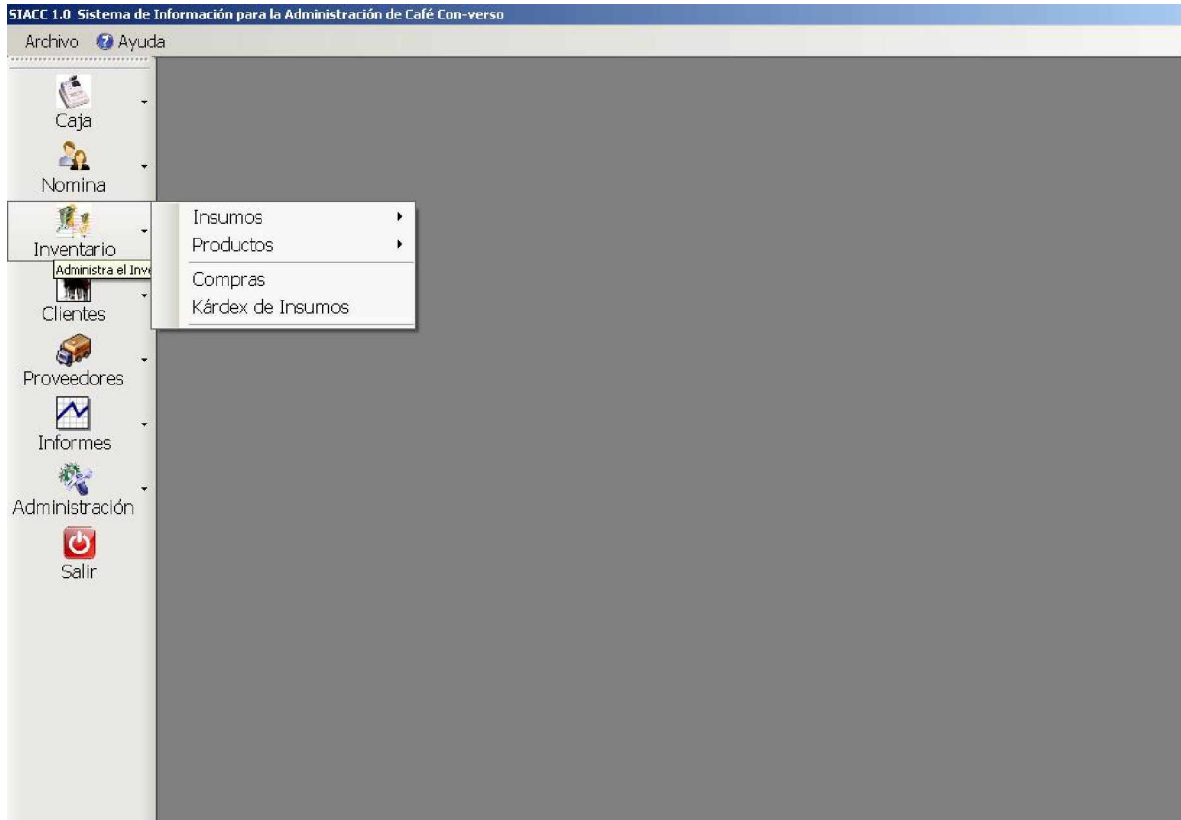 SIACC 1.0 Sistema de Información para la Administración de Café Con-verso
Archivo Ayuda
Caja
Nomina
Inventario
Administra el Inve
Insumos
Productos
Compras
Kárdex de Insumos
Clientes
Proveedores
Informes
Administración
Salir